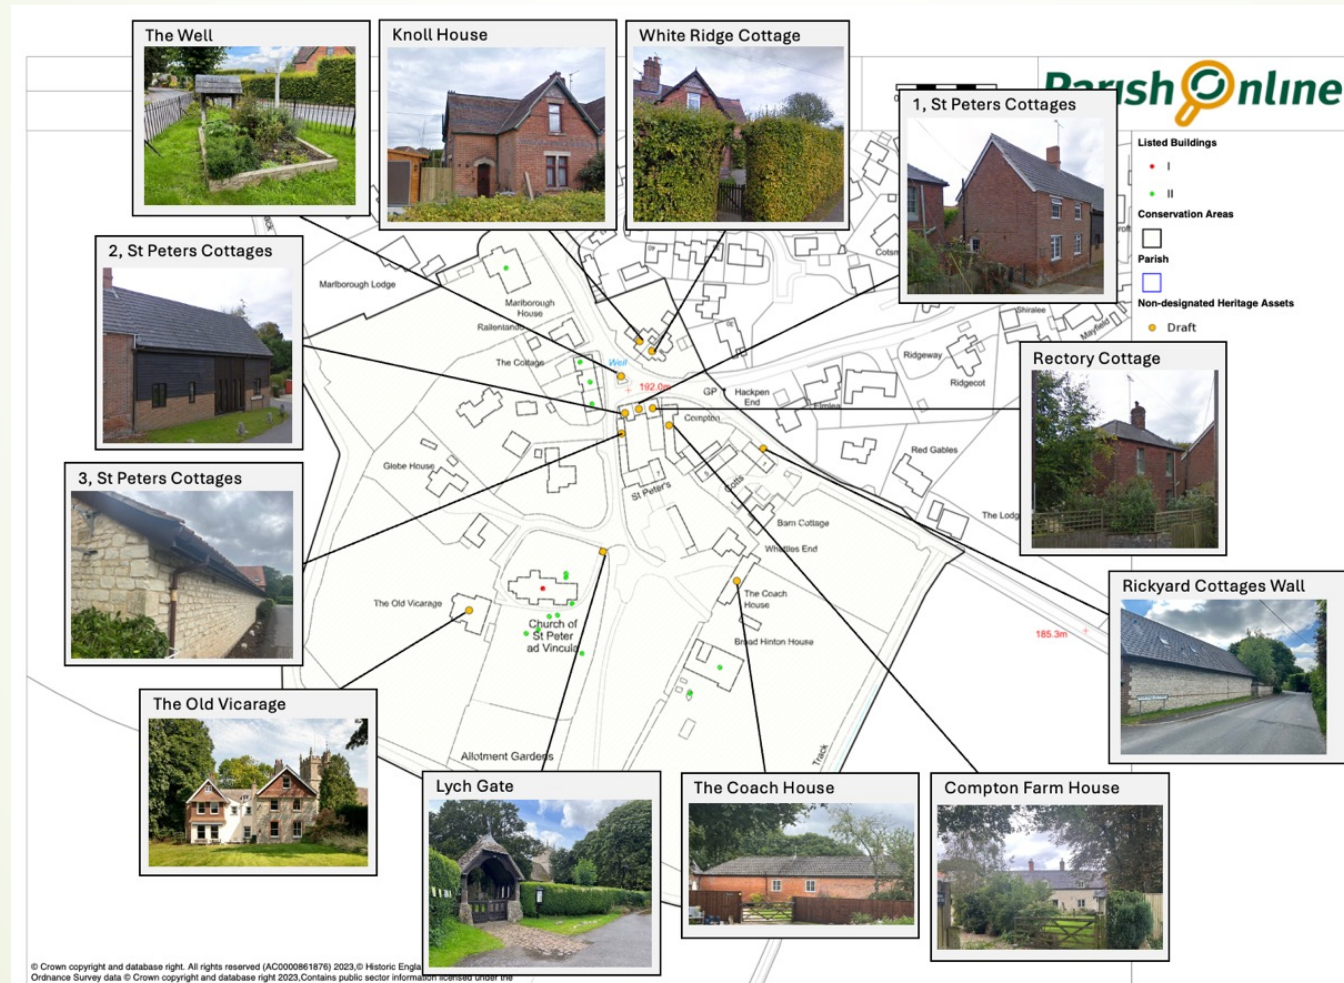 The Well
Knoll House
White Ridge Cottage
Parish Online
1, St Peters Cottages
Listed Buildings
I
II
Conservation Areas
Parish
Non-designated Heritage Assets
Draft
2, St Peters Cottages
Marlborough Lodge
Marlborough
House
The Cottage
Well
192.0m
GP
Hackpen
End
Ridgeway
Ridgecot
Shiralee
Mayfield
Rectory Cottage
Compton
Red Gables
3, St Peters Cottages
Glebe House
St Peter's
Cotts
Barn Cottage
Whittles End
The Lodg
Rickyard Cottages Wall
185.3m
The Old Vicarage
Church of
St Peter
ad Vincula
The Coach
House
Broad Hinton House
The Old Vicarage
Allotment Gardens
Track
Lych Gate
The Coach House
Compton Farm House
© Crown copyright and database right. All rights reserved (AC0000861876) 2023,© Historic Engla
Ordnance Survey data © Crown copyright and database right 2023,Contains public sector information licensed under the